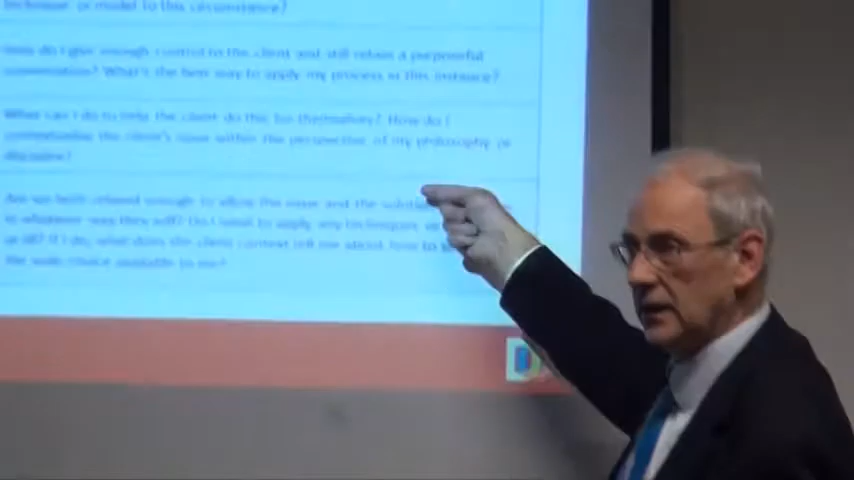 technique or model to this circumstance?
How do I give enough control to the client and still retain a purposeful
conversation? What's the best way to apply my process in this instance?
What can I do to help the client do this for themselves? How do I
contextualise the client's issue within the perspective of my philosophy or
discipline?
Are we both relaxed enough to allow the issue and the
in whatever way they will? Do I need to apply any techniques or
at all? If I do, what does the client context tell me about how to
the wide choice available to me?